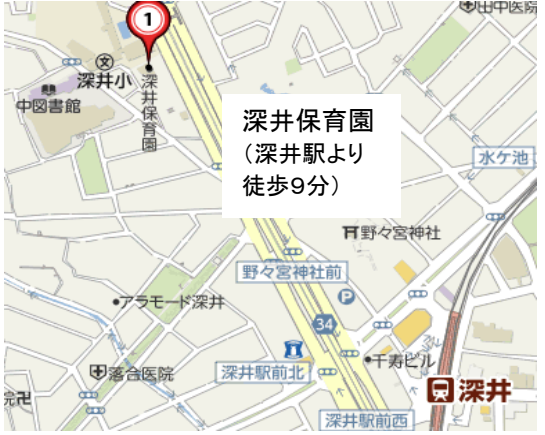 1
田中医院
深井小
中図書館
深井保育園
深井保育園
（深井駅より
徒歩９分）
水ケ池
野々宮神社
野々宮神社前
アラモード深井
34
落合医院
深井駅前北
千寿ビル
深井
深井駅前西